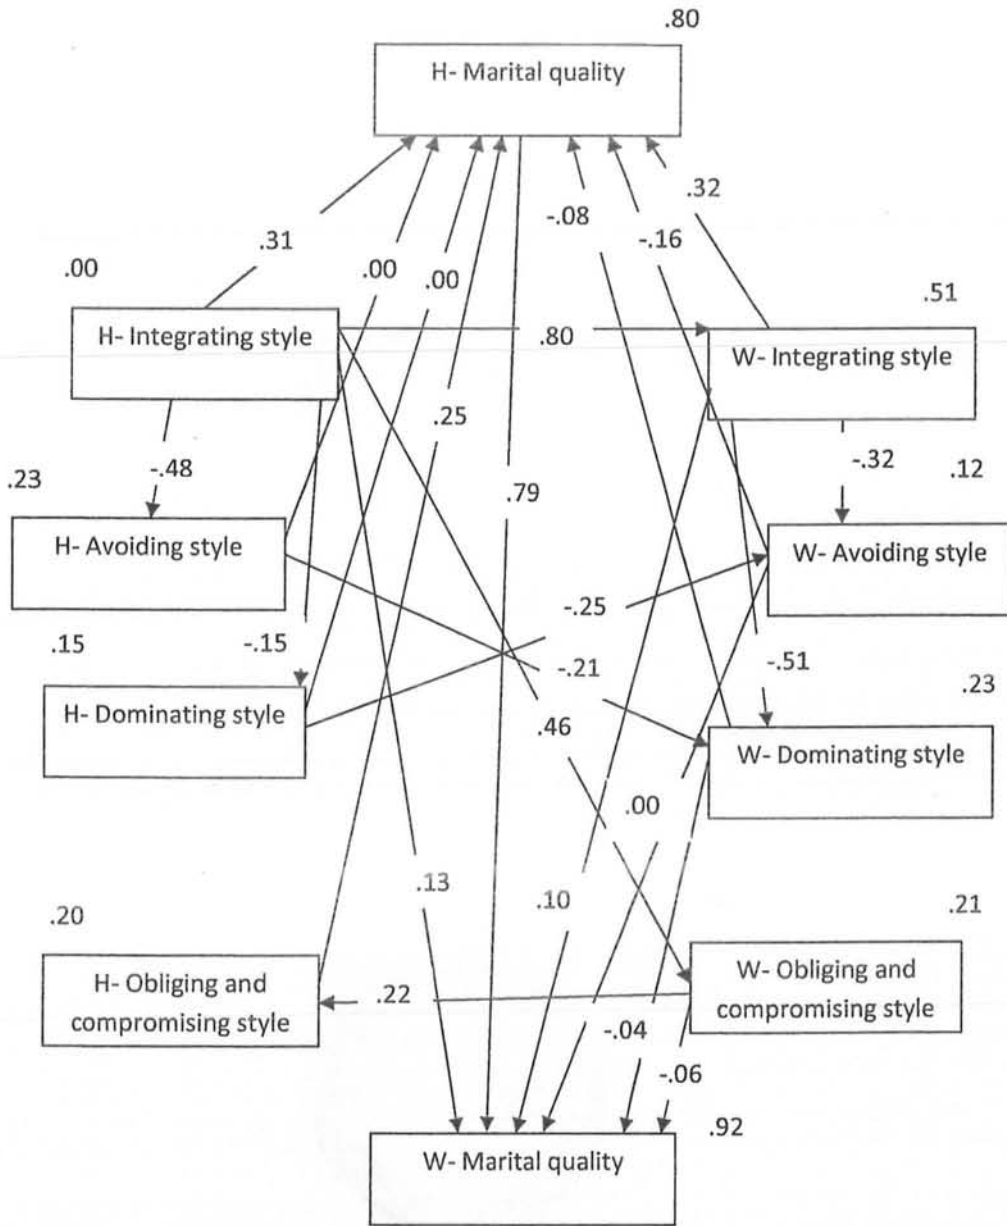 .80
H- Marital quality
.32
-.08
-.16
.31
.00
.00
.00
.51
H- Integrating style
.80
W- Integrating style
.25
-.48
-.32
.12
.23
.79
H- Avoiding style
W- Avoiding style
-.25
.15
-.15
-.21
-.51
.23
H- Dominating style
.46
W- Dominating style
.00
.13
.10
.20
.21
H- Obliging and
compromising style
W- Obliging and
compromising style
.22
-.04
-.06
.92
W- Marital quality